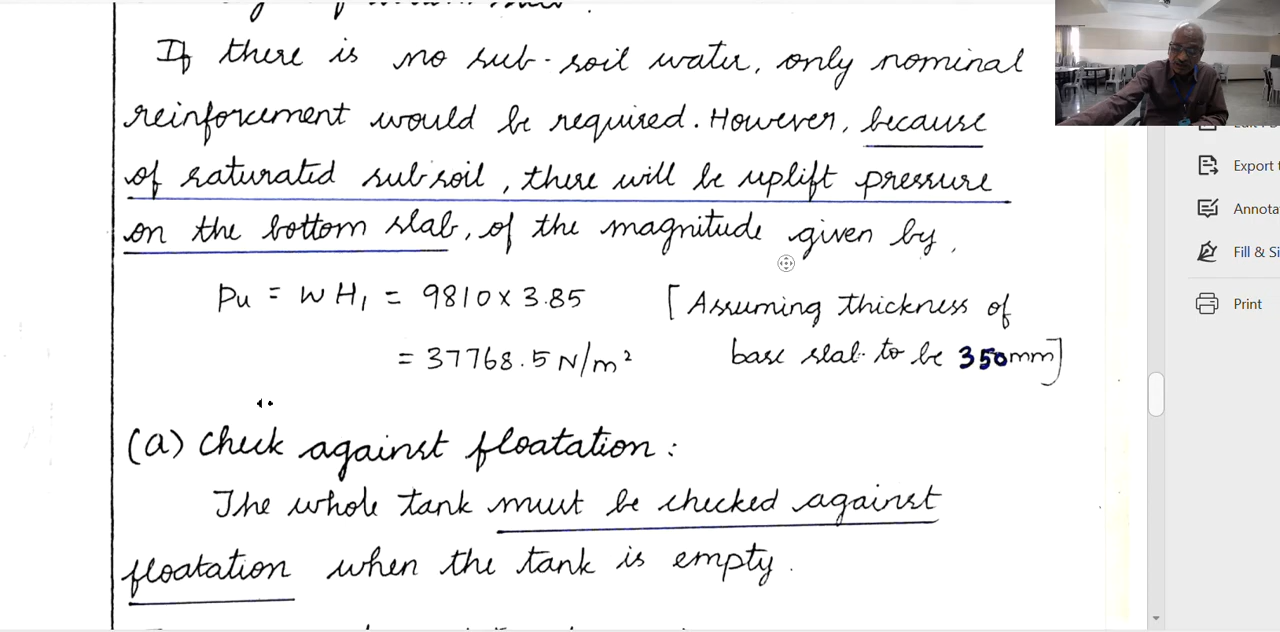 If there is no sub-soil water, only nominal
reinforcement would be required. However, because
of saturated subsoil, there will be uplift pressure
on the bottom slab, of the magnitude given by,
Pu = wH₁ = 9810 x 3.85 [Assuming thickness of
= 37768.5 N/m² base slab to be 350mm]
(a) Check against floatation:
The whole tank must be checked against
floatation when the tank is empty.
Export t
Annota
Fill & Si
Print